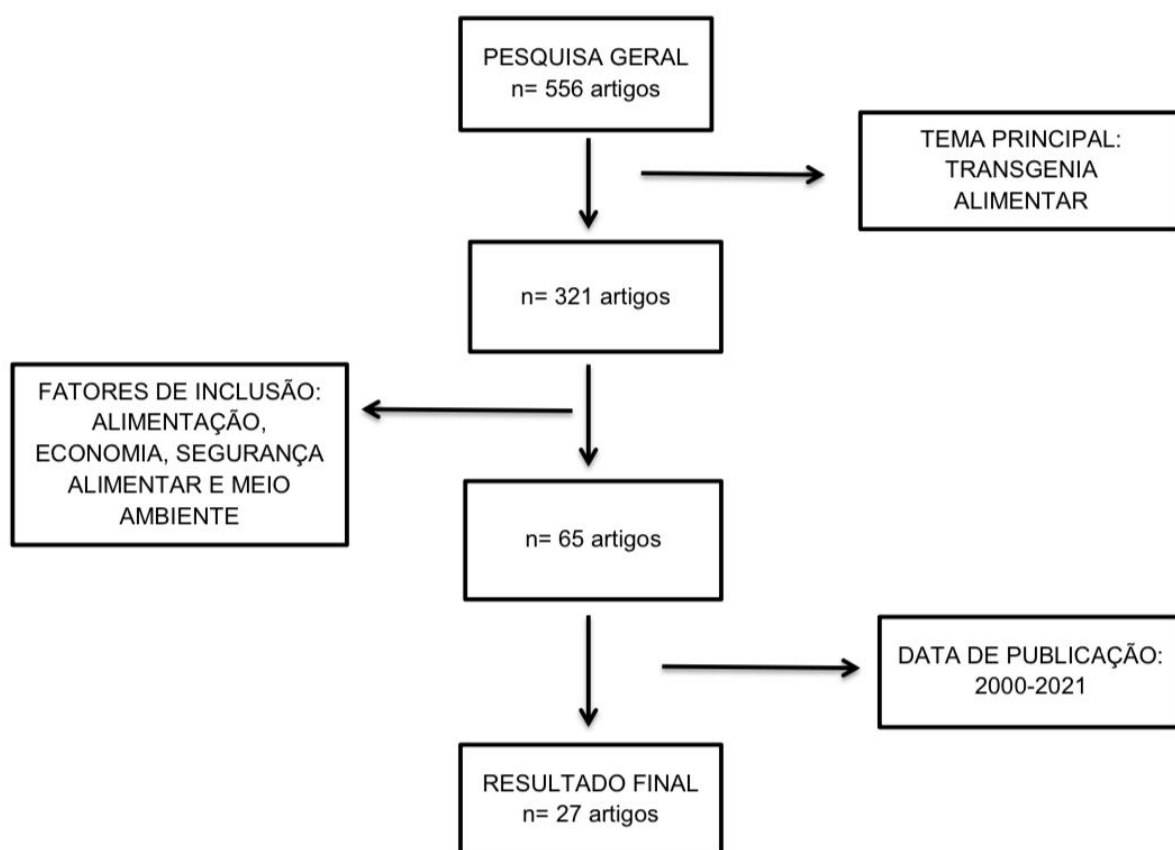 PESQUISA GERAL
n= 556 artigos
TEMA PRINCIPAL:
TRANSGENIA
ALIMENTAR
n= 321 artigos
FATORES DE INCLUSÃO:
ALIMENTAÇÃO,
ECONOMIA, SEGURANÇA
ALIMENTAR E MEIO
AMBIENTE
n= 65 artigos
DATA DE PUBLICAÇÃO:
2000-2021
RESULTADO FINAL
n= 27 artigos